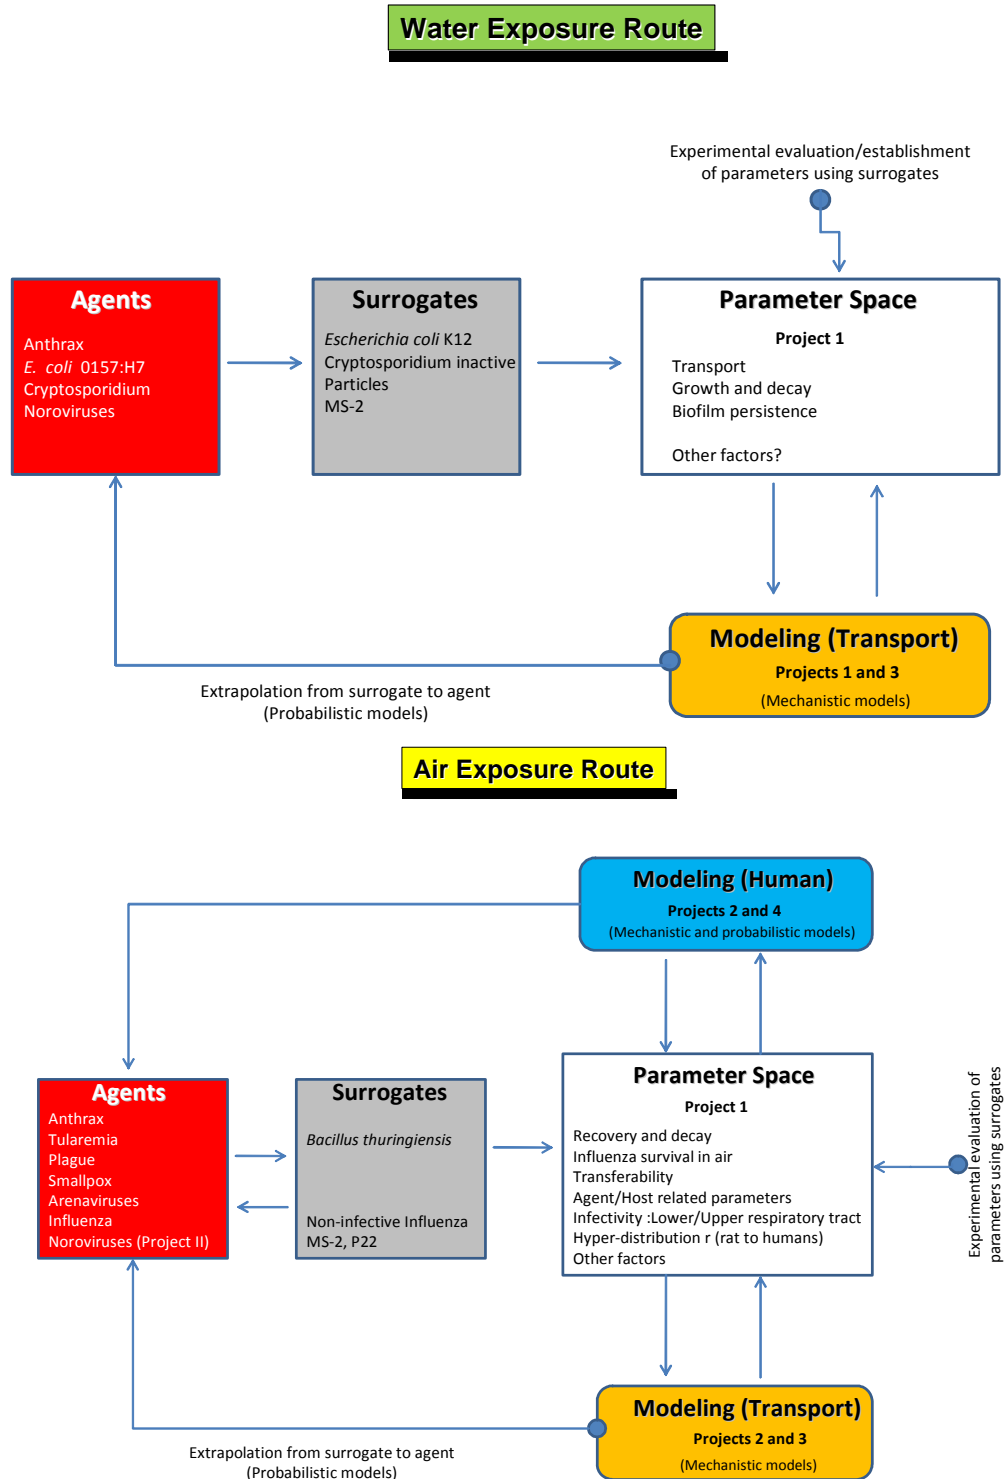 Water Exposure Route
Experimental evaluation/establishment
of parameters using surrogates
Agents
Anthrax
E. coli 0157:H7
Cryptosporidium
Noroviruses
Surrogates
Escherichia coli K12
Cryptosporidium inactive
Particles
MS-2
Parameter Space
Project 1
Transport
Growth and decay
Biofilm persistence
Other factors?
Modeling (Transport)
Projects 1 and 3
(Mechanistic models)
Extrapolation from surrogate to agent
(Probabilistic models)
Air Exposure Route
Modeling (Human)
Projects 2 and 4
(Mechanistic and probabilistic models)
Agents
Anthrax
Tularemia
Plague
Smallpox
Arenaviruses
Influenza
Noroviruses (Project II)
Surrogates
Bacillus thuringiensis
Non-infective Influenza
MS-2, P22
Parameter Space
Project 1
Recovery and decay
Influenza survival in air
Transferability
Agent/Host related parameters
Infectivity :Lower/Upper respiratory tract
Hyper-distribution r (rat to humans)
Other factors
Experimental evaluation of
parameters using surrogates
Modeling (Transport)
Projects 2 and 3
(Mechanistic models)
Extrapolation from surrogate to agent
(Probabilistic models)